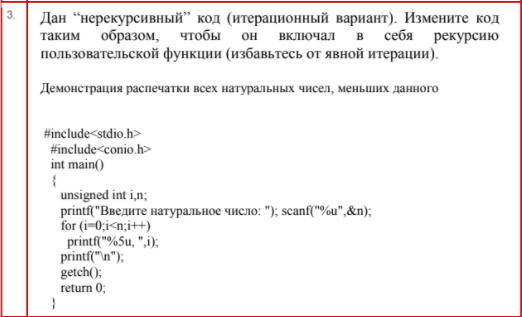 3.
Дан “нерекурсивный” код (итерационный вариант). Измените код
таким образом, чтобы он включал в себя рекурсию
пользовательской функции (избавьтесь от явной итерации).
Демонстрация распечатки всех натуральных чисел, меньших данного
#include<stdio.h>
#include<conio.h>
int main()
{
unsigned int i,n;
printf("Введите натуральное число: "); scanf("%u",&n);
for (i=0;i<n;i++)
printf("%5u, ",i);
printf("\n");
getch();
return 0;
}